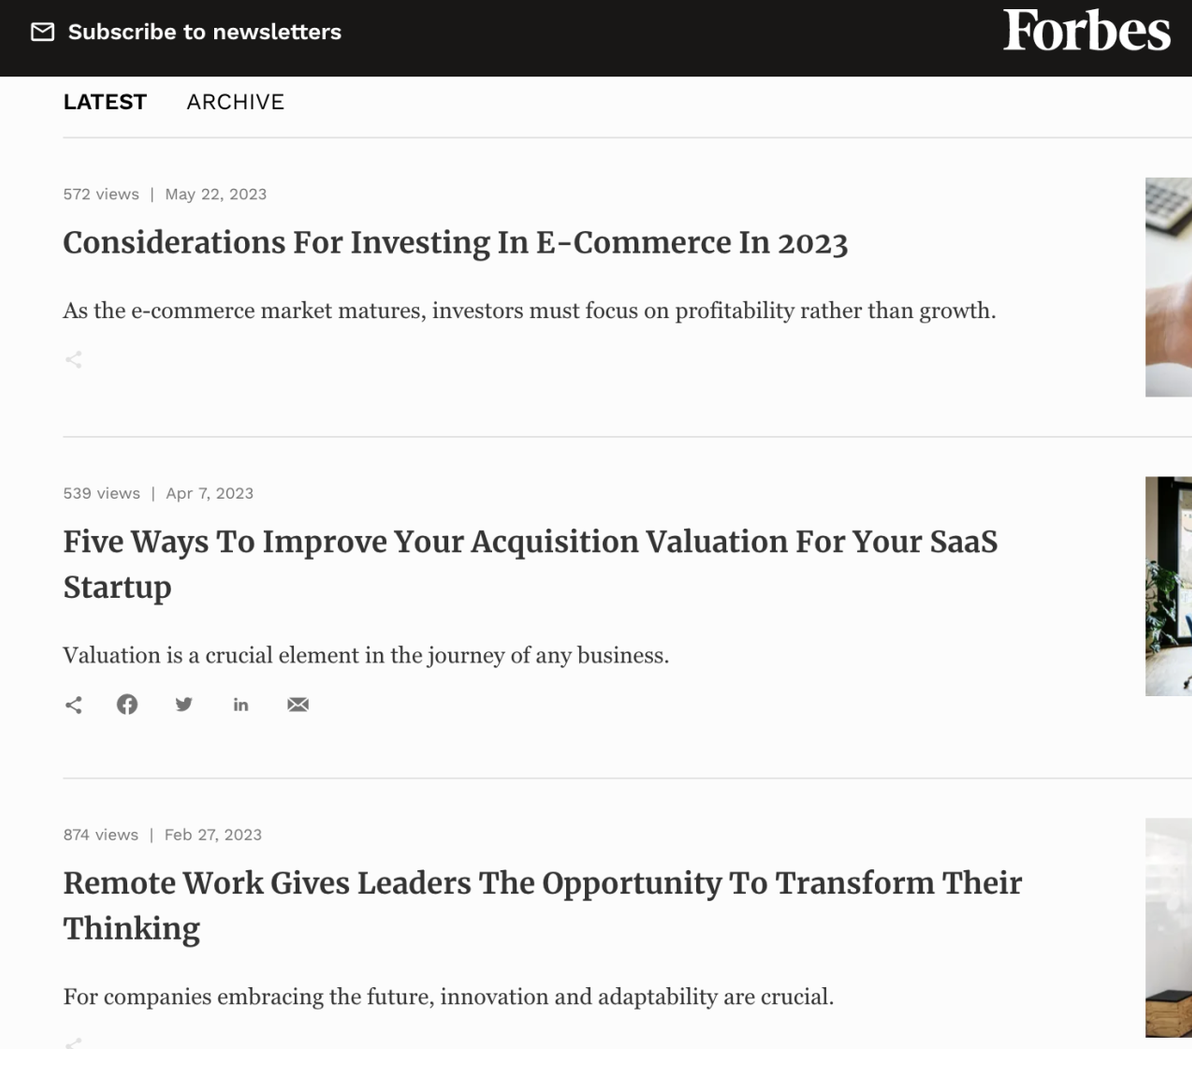 Subscribe to newsletters
Forbes
LATEST ARCHIVE
572 views | May 22, 2023
Considerations For Investing In E-Commerce In 2023
As the e-commerce market matures, investors must focus on profitability rather than growth.
539 views | Apr 7, 2023
Five Ways To Improve Your Acquisition Valuation For Your SaaS
Startup
Valuation is a crucial element in the journey of any business.
in
874 views | Feb 27, 2023
Remote Work Gives Leaders The Opportunity To Transform Their
Thinking
For companies embracing the future, innovation and adaptability are crucial.